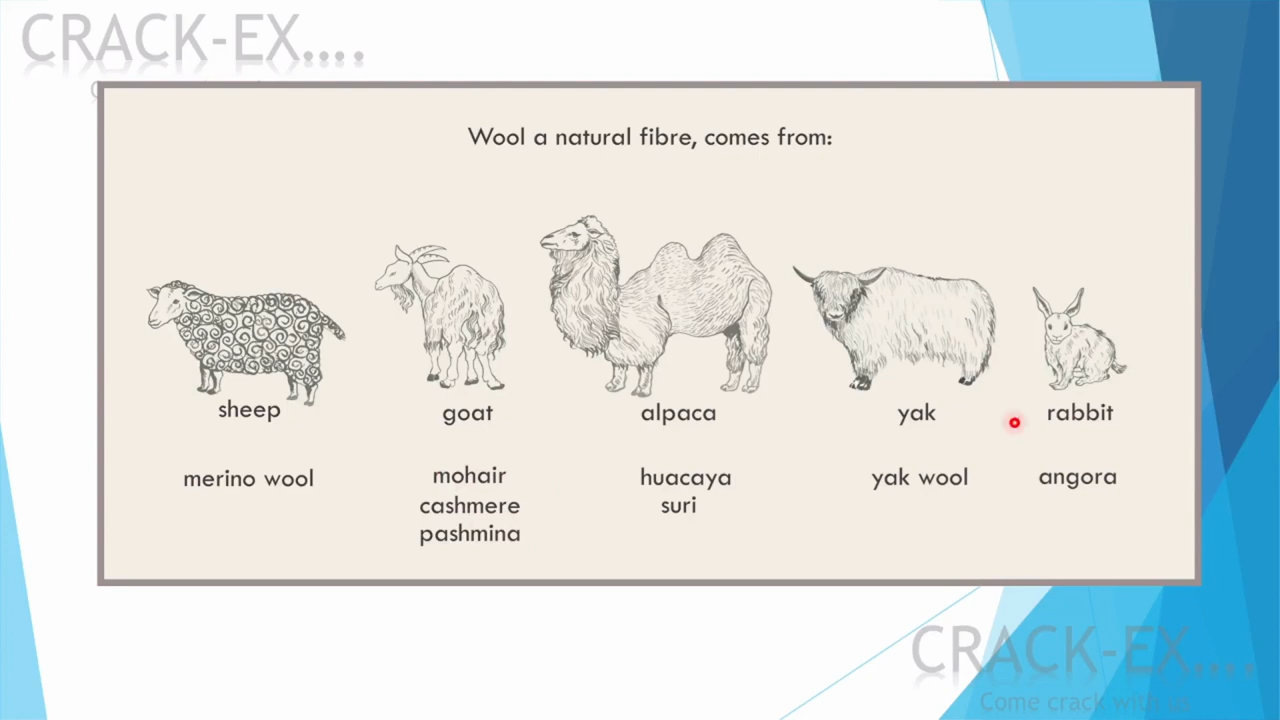 CRACK-EX....
Wool a natural fibre, comes from:
sheep
goat
alpaca
yak
rabbit
merino wool
mohair
cashmere
pashmina
huacaya
suri
yak wool
angora
CRACK-EX....
Come crack with us